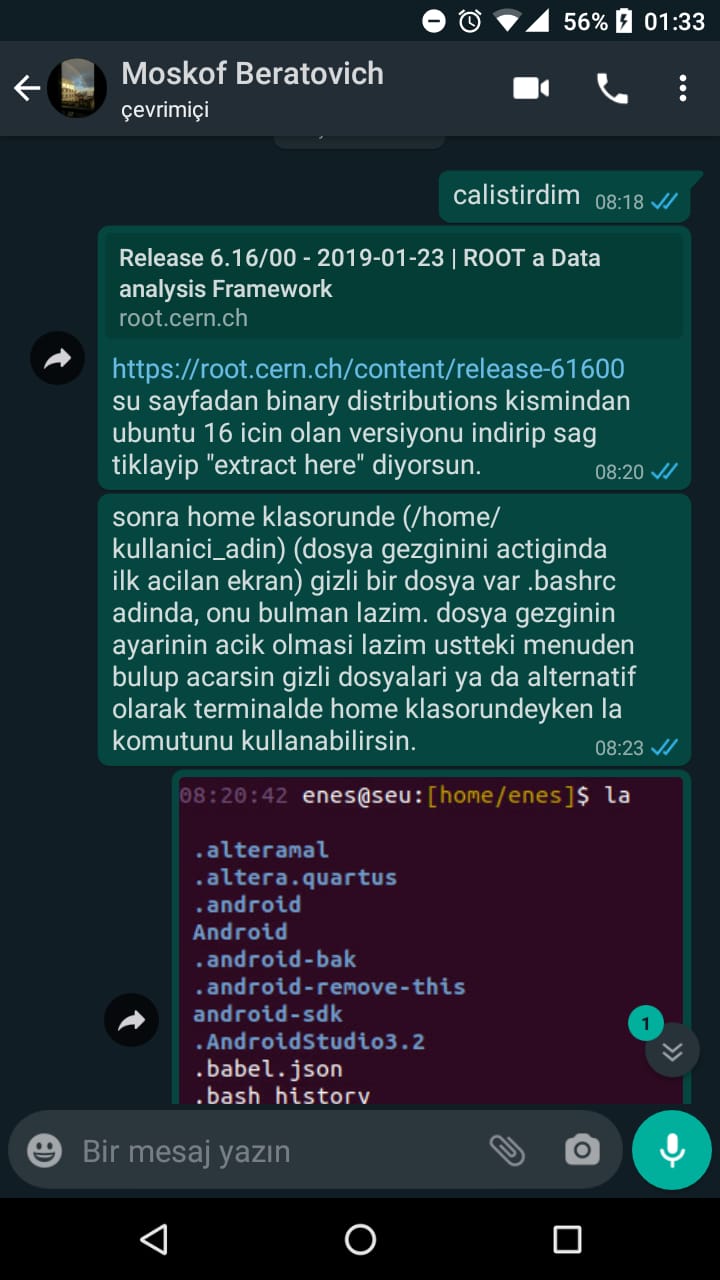 56% 01:33
Moskof Beratovich
çevrimiçi
calistirdim 08:18
Release 6.16/00 - 2019-01-23 | ROOT a Data
analysis Framework
root.cern.ch
https://root.cern.ch/content/release-61600
su sayfadan binary distributions kismindan
ubuntu 16 icin olan versiyonu indirip sag
tiklayip "extract here" diyorsun. 08:20
sonra home klasorunde (/home/
kullanici_adin) (dosya gezginini actiginda
ilk acilan ekran) gizli bir dosya var .bashrc
adinda, onu bulman lazim. dosya gezginin
ayarinin acik olmasi lazim ustteki menuden
bulup acarsin gizli dosyalari ya da alternatif
olarak terminalde home klasorundeyken la
komutunu kullanabilirsin. 08:23
08:20:42 enes@seu:[home/enes]$ la
.alteramal
.altera.quartus
.android
Android
.android-bak
.android-remove-this
android-sdk
1
.AndroidStudio3.2
.babel.json
.bash_history
Bir mesaj yazın